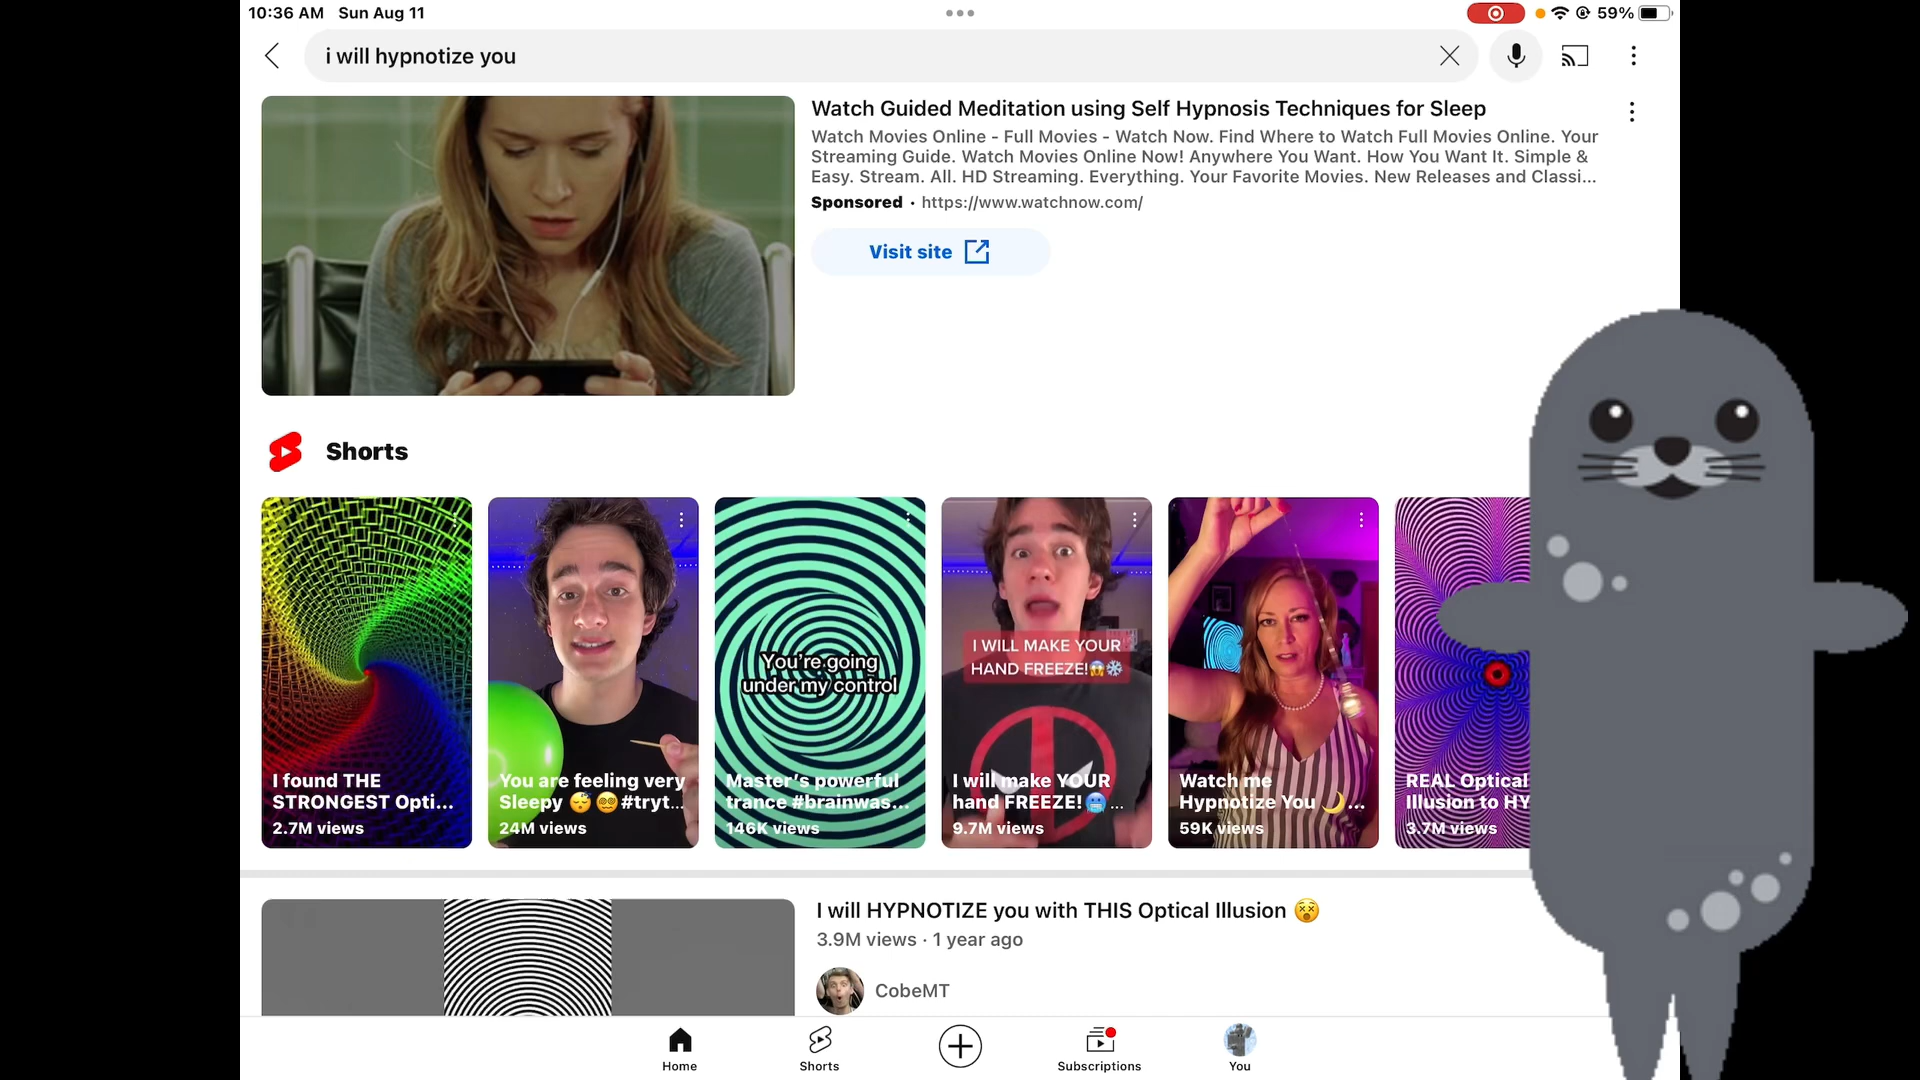 10:36 AM Sun Aug 11
59%
i will hypnotize you
Watch Guided Meditation using Self Hypnosis Techniques for Sleep
Watch Movies Online - Full Movies - Watch Now. Find Where to Watch Full Movies Online. Your
Streaming Guide. Watch Movies Online Now! Anywhere You Want. How You Want It. Simple &
Easy. Stream. All. HD Streaming. Everything. Your Favorite Movies. New Releases and Classi...
Sponsored · https://www.watchnow.com/
Visit site
Shorts
I found THE
STRONGEST Opti...
2.7M views
You are feeling very
Sleepy 😴😵‍💫#tryt...
24M views
You're going
under my control
Master's powerful
trance #brainwas...
146K views
I WILL MAKE YOUR
HAND FREEZE!😱❄
I will make YOUR
hand FREEZE!🥶...
9.7M views
Watch me
Hypnotize You 🌙...
59K views
REAL Optical
Illusion to HY
3.7M views
I will HYPNOTIZE you with THIS Optical Illusion 😵
3.9M views · 1 year ago
CobeMT
Home
Shorts
Subscriptions
You